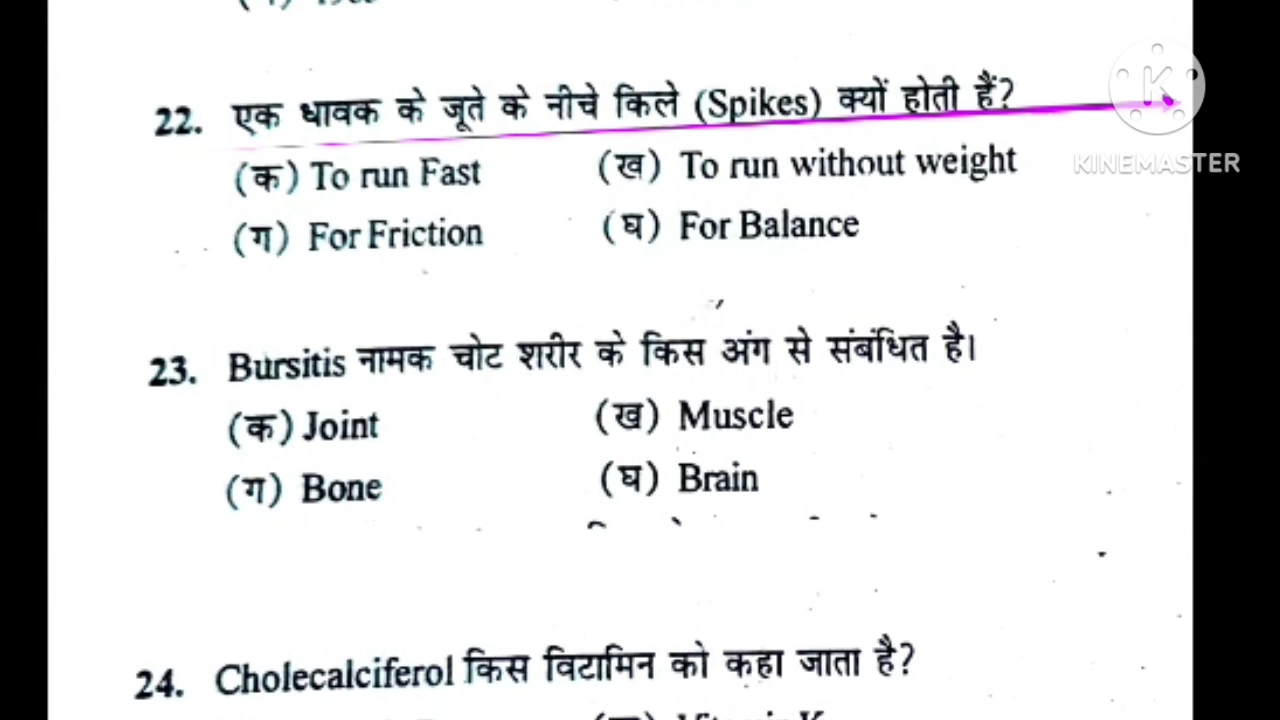 22. एक धावक के जूते के नीचे किले (Spikes) क्यों होती हैं?
K
KINEMASTER
(क) To run Fast (ख) To run without weight
(ग) For Friction (घ) For Balance
23. Bursitis नामक चोट शरीर के किस अंग से संबंधित है।
(क) Joint (ख) Muscle
(ग) Bone (घ) Brain
24. Cholecalciferol किस विटामिन को कहा जाता है?